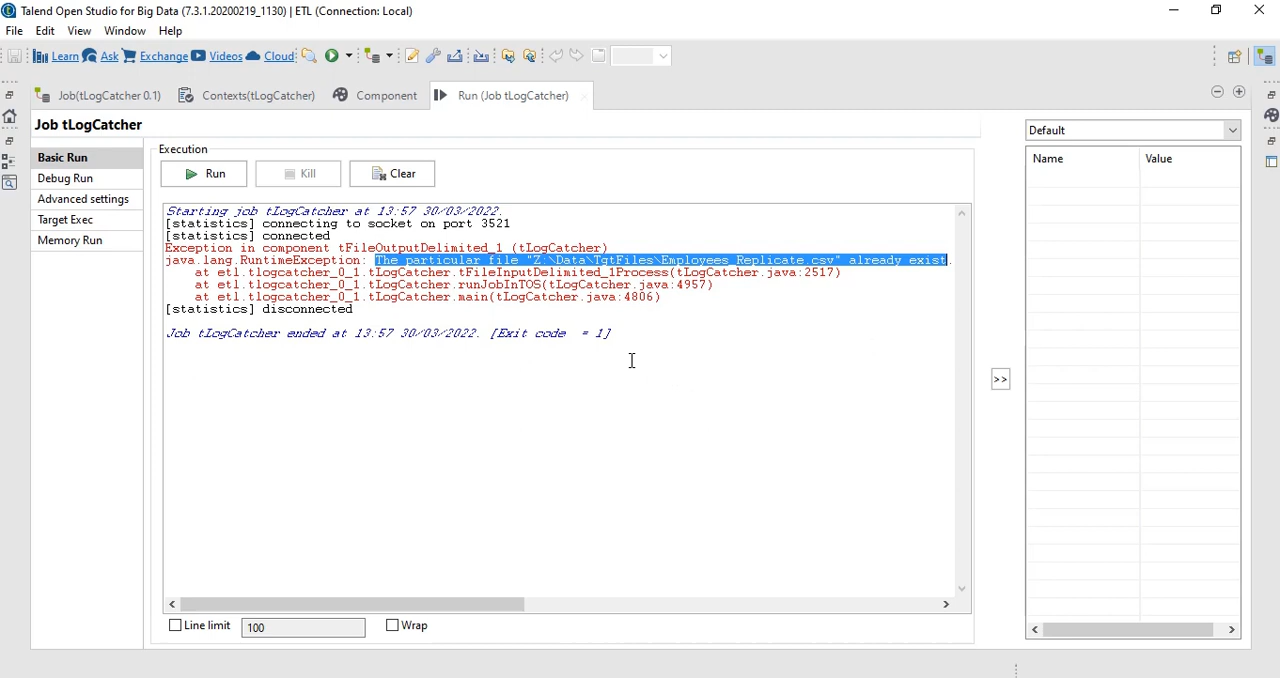 Talend Open Studio for Big Data (7.3.1.20200219_1130) | ETL (Connection: Local)
File Edit View Window Help
Learn Ask Exchange Videos Cloud
Job(tLogCatcher 0.1) Contexts(tLogCatcher) Component Run (Job tLogCatcher)
Job tLogCatcher
Default
Basic Run
Debug Run
Advanced settings
Target Exec
Memory Run
Execution
Run Kill Clear
Name Value
Starting job tLogCatcher at 13:57 30/03/2022.
[statistics] connecting to socket on port 3521
[statistics] connected
Exception in component tFileOutputDelimited_1 (tLogCatcher)
java.lang.RuntimeException: The particular file "Z:\Data\TgtFiles\Employees_Replicate.csv" already exist.
at etl.tlogcatcher_0_1.tLogCatcher.tFileInputDelimited_1Process(tLogCatcher.java:2517)
at etl.tlogcatcher_0_1.tLogCatcher.runJobInTOS(tLogCatcher.java:4957)
at etl.tlogcatcher_0_1.tLogCatcher.main(tLogCatcher.java:4806)
[statistics] disconnected
Job tLogCatcher ended at 13:57 30/03/2022. [Exit code  = 1]
>>
Line limit 100 Wrap